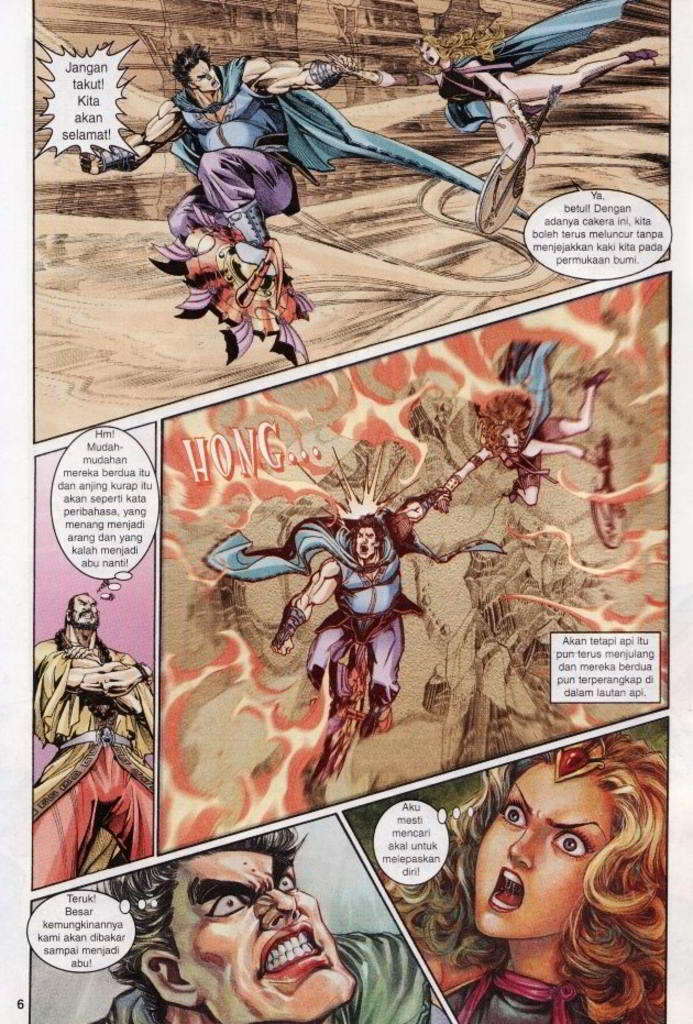 Jangan
takut!
Kita
akan
selamat!
Ya,
betul! Dengan
adanya cakera ini, kita
boleh terus meluncur tanpa
menjejakkan kaki kita pada
permukaan bumi.
Hm!
Mudah-
mudahan
mereka berdua itu
dan anjing kurap itu
akan seperti kata
peribahasa, yang
menang menjadi
arang dan yang
kalah menjadi
abu nanti!
HONG...
Akan tetapi api itu
pun terus menjulang
dan mereka berdua
pun terperangkap di
dalam lautan api.
Teruk!
Besar
kemungkinannya
kami akan dibakar
sampai menjadi
abu!
Aku
mesti
mencari
akal untuk
melepaskan
diri!
6